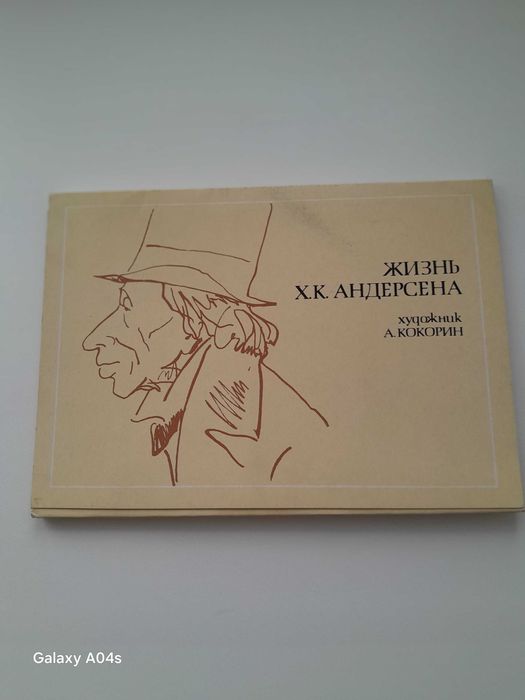 ЖИЗНЬ
Х.К. АНДЕРСЕНА
художник
А. КОКОРИН
Galaxy A04s